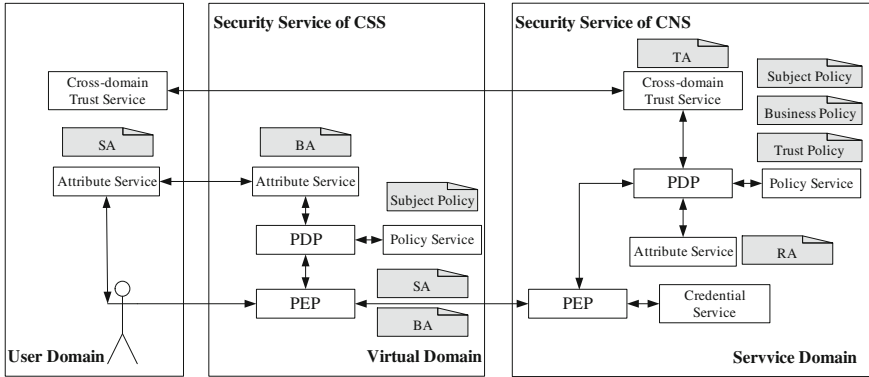 Security Service of CSS
Security Service of CNS
TA
Cross-domain
Trust Service
Cross-domain
Trust Service
Subject Policy
Business Policy
Trust Policy
SA
BA
Attribute Service
Attribute Service
PDP
Policy Service
Subject Policy
PDP
Policy Service
Attribute Service
RA
SA
PEP
PEP
Credential
Service
BA
User Domain
Virtual Domain
Servvice Domain